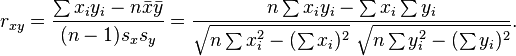 r_{xy} = \frac{\sum x_i y_i - n \bar{x} \bar{y}}{(n-1) s_x s_y} = \frac{n \sum x_i y_i - \sum x_i \sum y_i}{\sqrt{n \sum x_i^2 - (\sum x_i)^2} \sqrt{n \sum y_i^2 - (\sum y_i)^2}}.